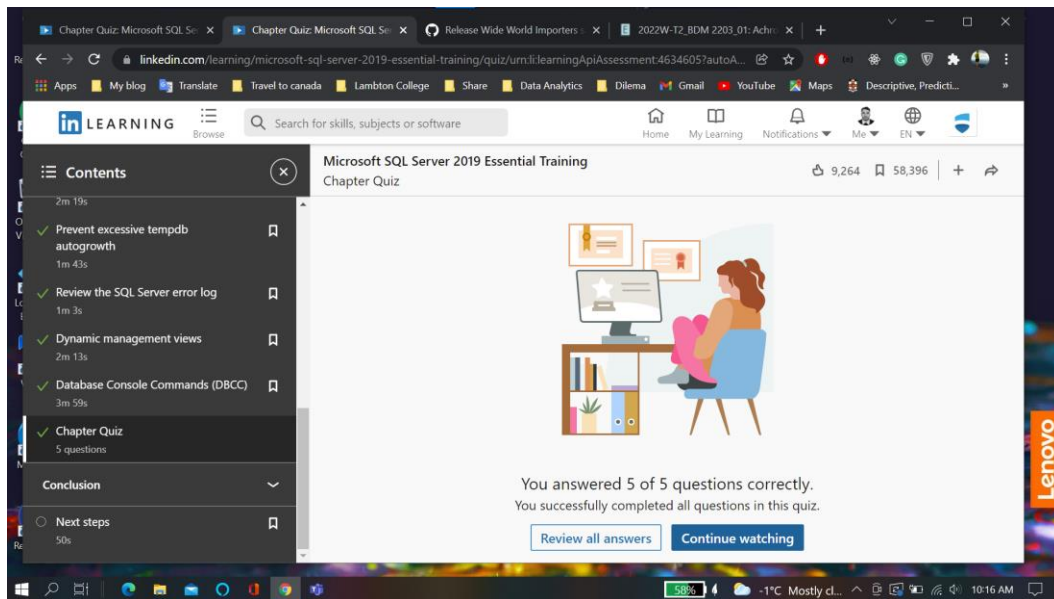 Chapter Quiz: Microsoft SQL Se
Chapter Quiz: Microsoft SQL Se
Release Wide World Importers s
2022W-T2_BDM 2203_01: Achro
linkedin.com/learning/microsoft-sql-server-2019-essential-training/quiz/urn:li:learningApiAssessment:4634605?autoA...
Apps
My blog
Translate
Travel to canada
Lambton College
Share
Data Analytics
Dilema
Gmail
YouTube
Maps
Descriptive, Predicti...
»
in LEARNING
Browse
Search for skills, subjects or software
Home
My Learning
Notifications
Me
EN
Contents
Microsoft SQL Server 2019 Essential Training
Chapter Quiz
9,264
58,396
2m 19s
Prevent excessive tempdb
autogrowth
1m 43s
Review the SQL Server error log
1m 3s
Dynamic management views
2m 13s
Database Console Commands (DBCC)
3m 59s
Chapter Quiz
5 questions
Conclusion
Next steps
50s
You answered 5 of 5 questions correctly.
You successfully completed all questions in this quiz.
Review all answers
Continue watching
Lenovo
58%
-1°C Mostly cl...
10:16 AM